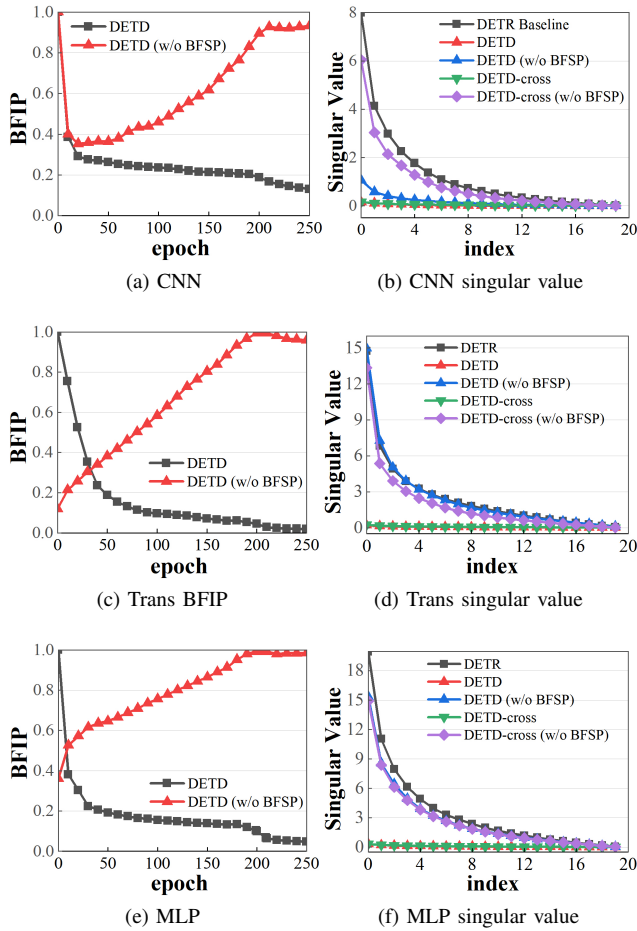 1.0
0.8
0.6
0.4
0.2
0.0
BFIP
DETD
DETD (w/o BFSP)
0 50 100 150 200 250
epoch
(a) CNN
8
6
4
2
0
Singular Value
DETR Baseline
DETD
DETD (w/o BFSP)
DETD-cross
DETD-cross (w/o BFSP)
0 4 8 12 16 20
index
(b) CNN singular value
1.0
0.8
0.6
0.4
0.2
0.0
BFIP
DETD
DETD (w/o BFSP)
0 50 100 150 200 250
epoch
(c) Trans BFIP
15
12
9
6
3
0
Singular Value
DETR
DETD
DETD (w/o BFSP)
DETD-cross
DETD-cross (w/o BFSP)
0 4 8 12 16 20
index
(d) Trans singular value
1.0
0.8
0.6
0.4
0.2
0.0
BFIP
DETD
DETD (w/o BFSP)
0 50 100 150 200 250
epoch
(e) MLP
18
15
12
9
6
3
0
Singular Value
DETR
DETD
DETD (w/o BFSP)
DETD-cross
DETD-cross (w/o BFSP)
0 4 8 12 16 20
index
(f) MLP singular value